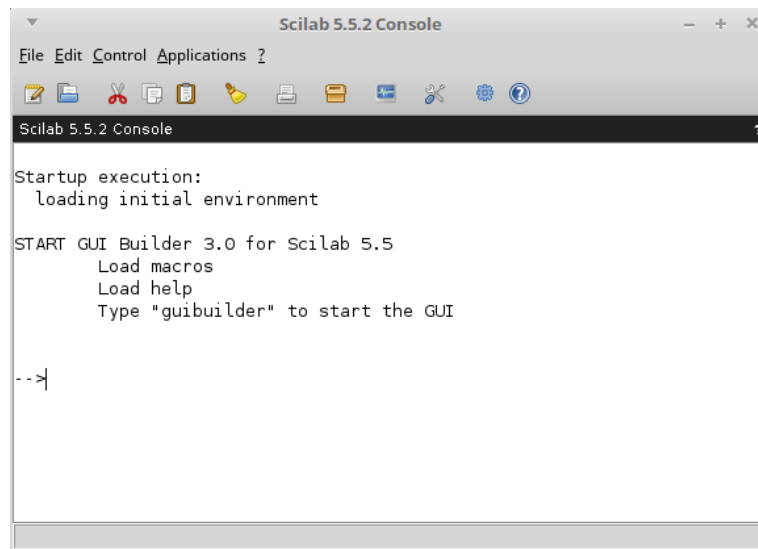 Scilab 5.5.2 Console
File Edit Control Applications ?
Scilab 5.5.2 Console
Startup execution:
loading initial environment
START GUI Builder 3.0 for Scilab 5.5
Load macros
Load help
Type "guibuilder" to start the GUI
-->